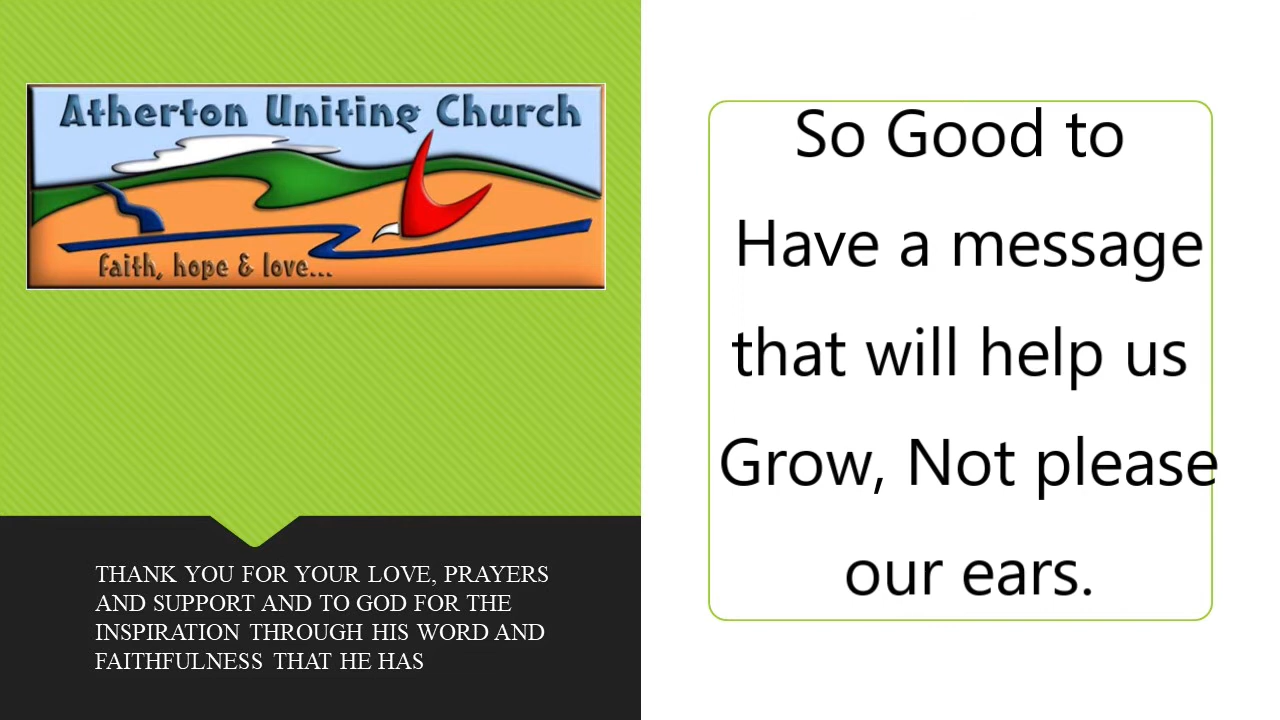 Atherton Uniting Church
faith, hope & love...
THANK YOU FOR YOUR LOVE, PRAYERS
AND SUPPORT AND TO GOD FOR THE
INSPIRATION THROUGH HIS WORD AND
FAITHFULNESS THAT HE HAS
So Good to
Have a message
that will help us
Grow, Not please
our ears.